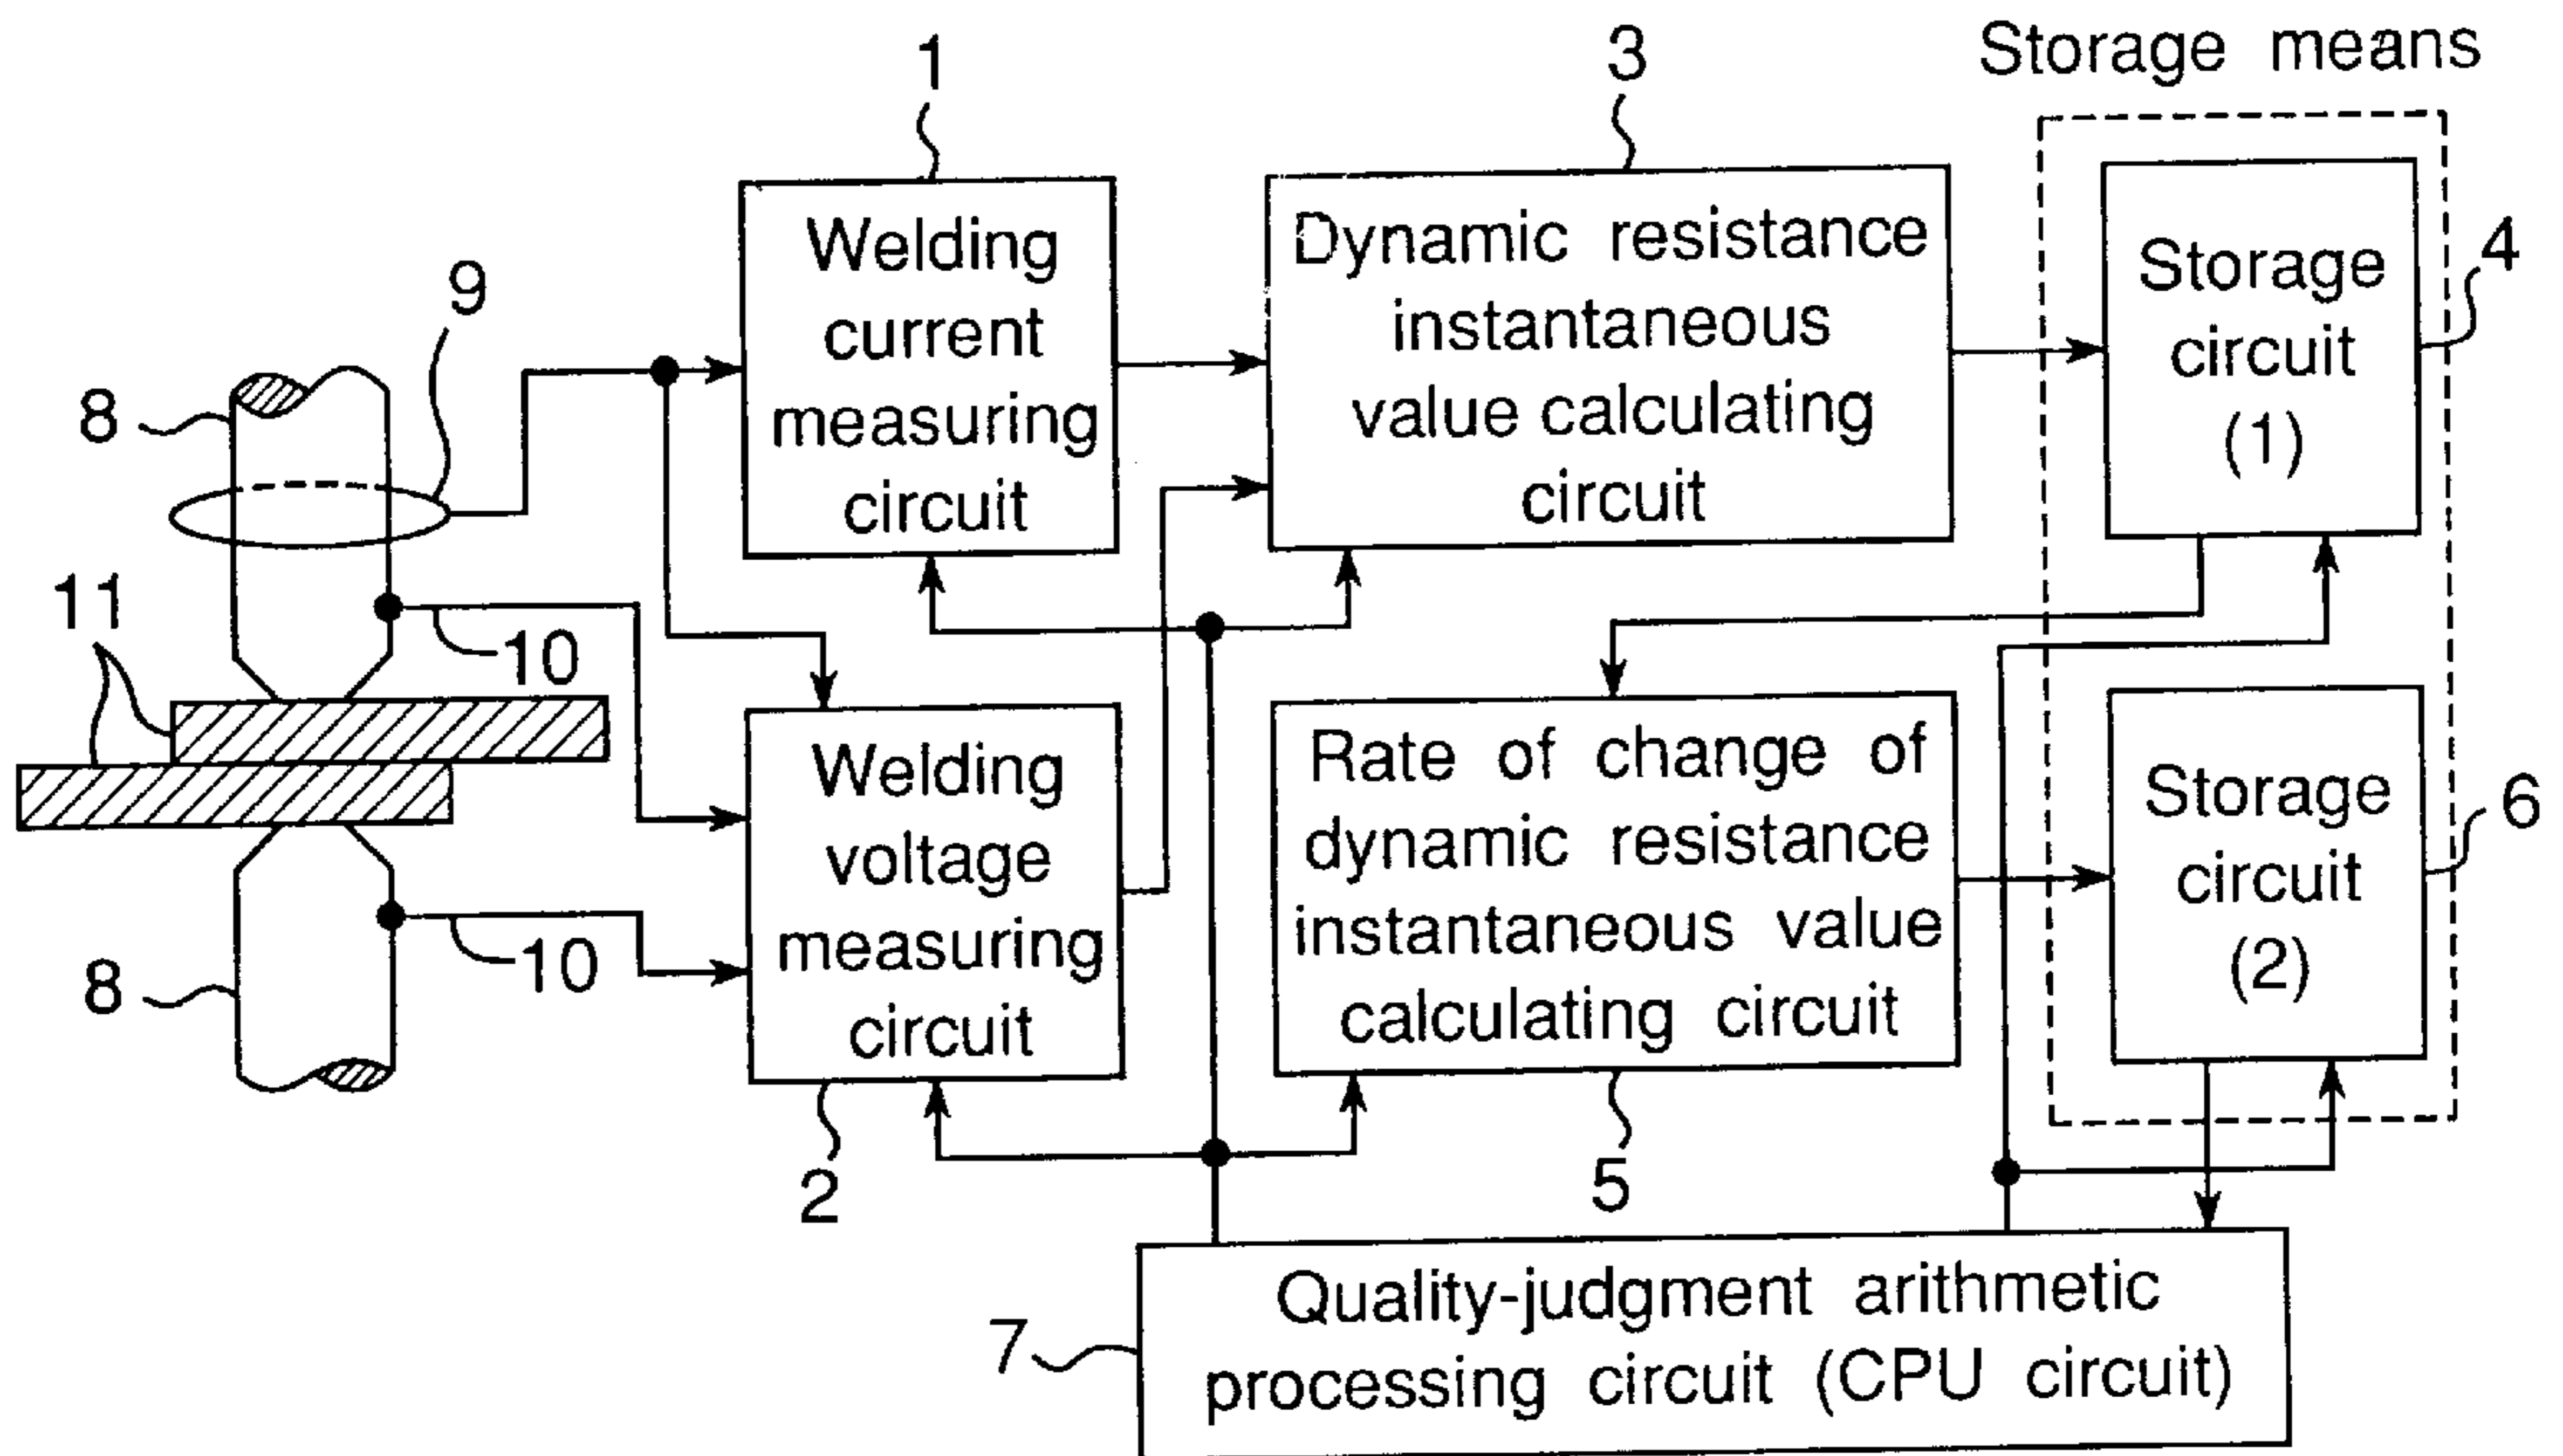 Storage means
1
3
Welding
current
measuring
circuit
Dynamic resistance
instantaneous
value calculating
circuit
Storage
circuit
(1)
4
9
8
11
10
10
8
Welding
voltage
measuring
circuit
2
Rate of change of
dynamic resistance
instantaneous value
calculating circuit
5
Storage
circuit
(2)
6
7
Quality-judgment arithmetic
processing circuit (CPU circuit)